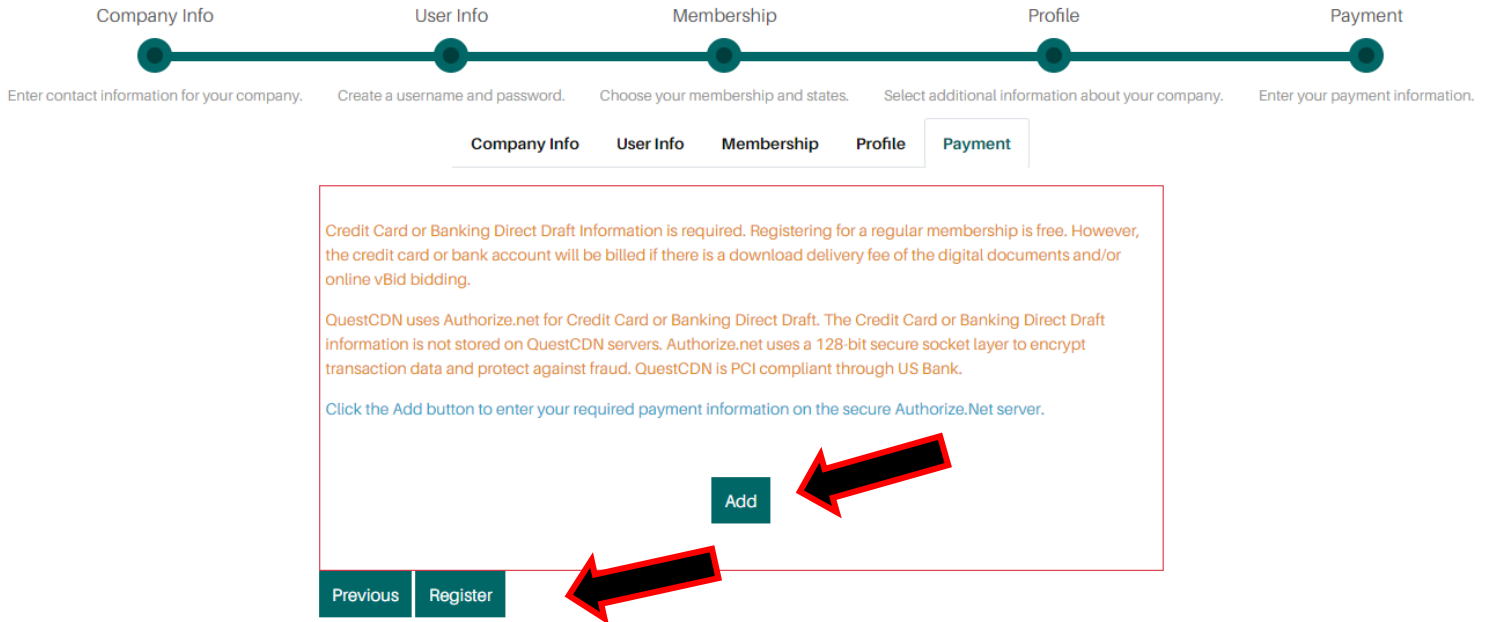 Company Info User Info Membership Profile Payment
Enter contact information for your company. Create a username and password. Choose your membership and states. Select additional information about your company. Enter your payment information.
Company Info User Info Membership Profile Payment
Credit Card or Banking Direct Draft Information is required. Registering for a regular membership is free. However,
the credit card or bank account will be billed if there is a download delivery fee of the digital documents and/or
online vBid bidding.
QuestCDN uses Authorize.net for Credit Card or Banking Direct Draft. The Credit Card or Banking Direct Draft
information is not stored on QuestCDN servers. Authorize.net uses a 128-bit secure socket layer to encrypt
transaction data and protect against fraud. QuestCDN is PCI compliant through US Bank.
Click the Add button to enter your required payment information on the secure Authorize.Net server.
Add
Previous Register